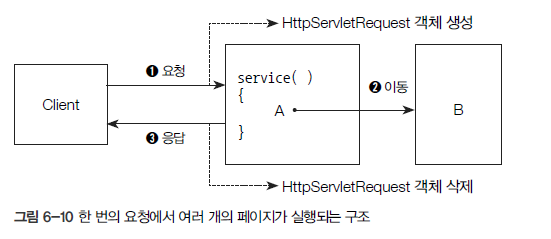 HttpServletRequest 객체 생성
❶ 요청
service( )
{
Client
A
❷ 이동
B
}
❸ 응답
HttpServletRequest 객체 삭제
그림 6-10 한 번의 요청에서 여러 개의 페이지가 실행되는 구조